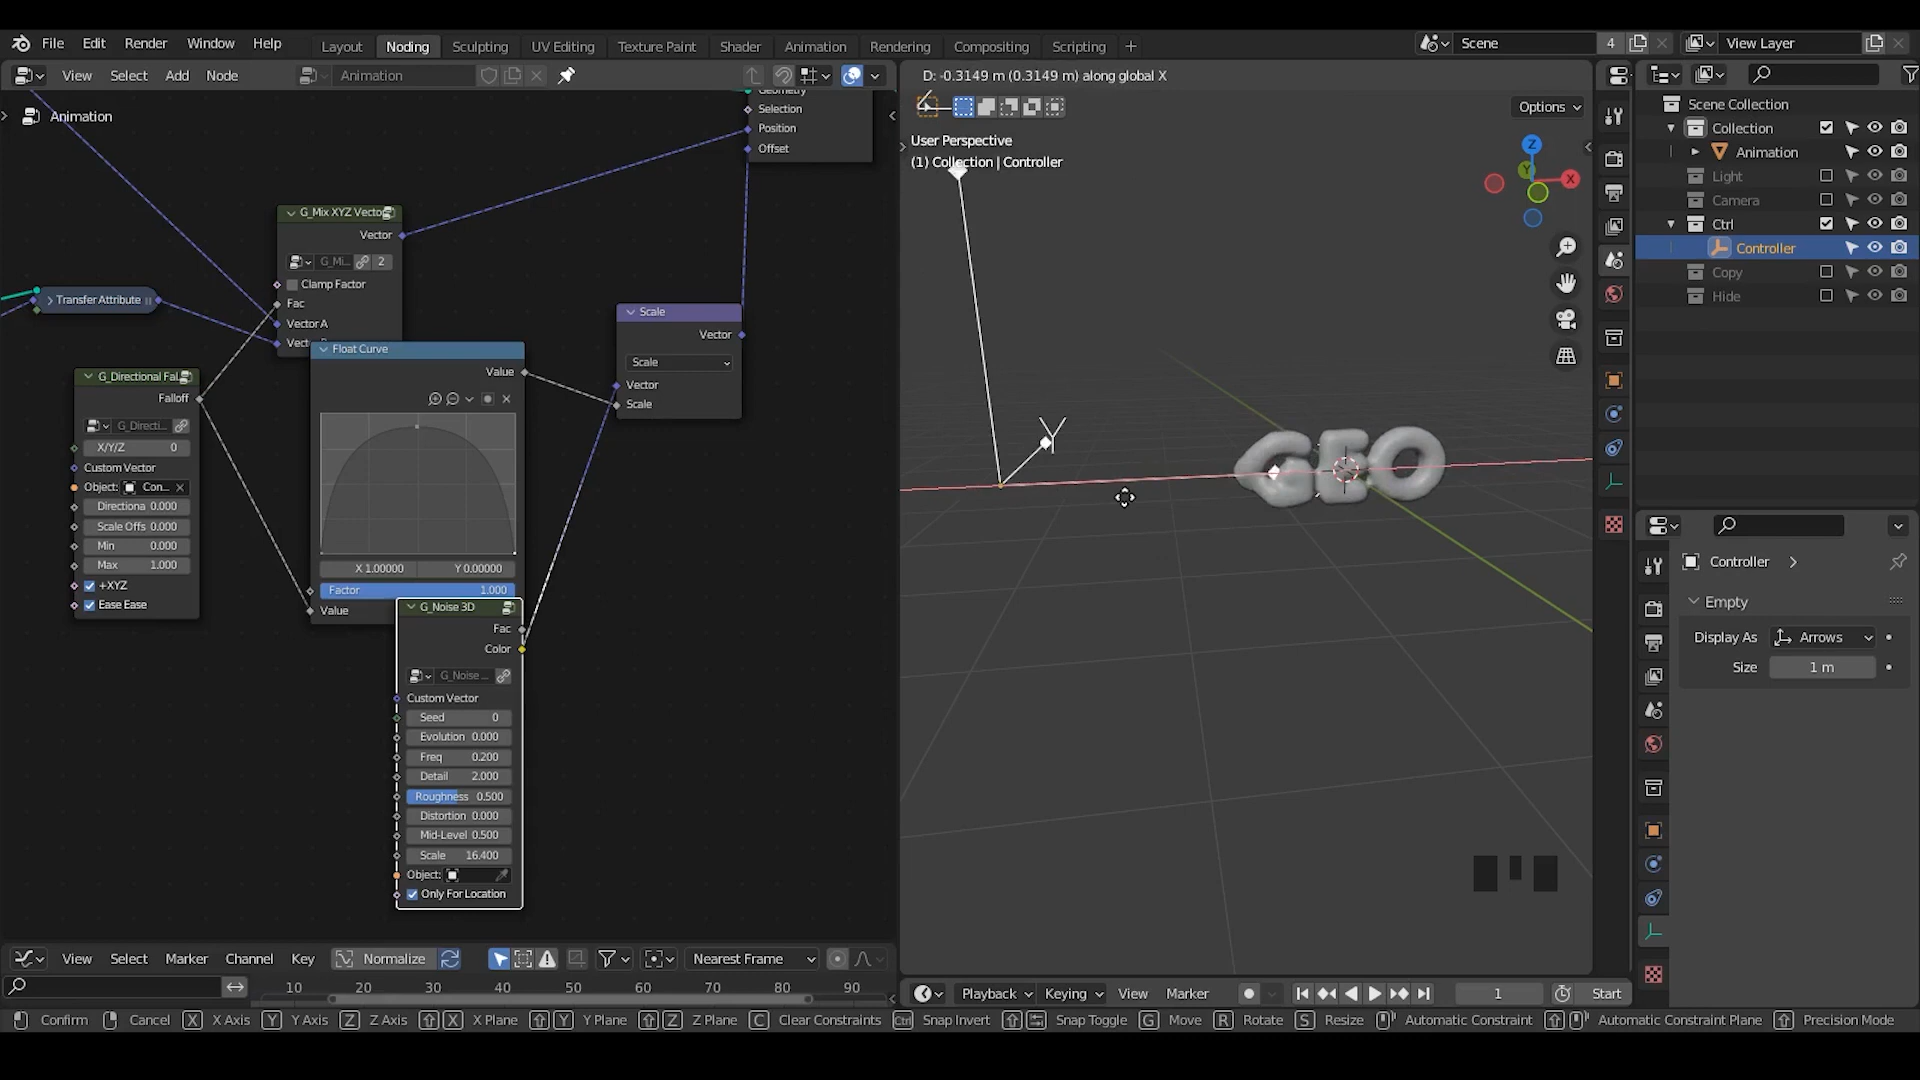 File Edit Render Window Help Layout Noding Sculpting UV Editing Texture Paint Shader Animation Rendering Compositing Scripting + Scene 4 View Layer
View Select Add Node Animation D: -0.3149 m (0.3149 m) along global X
Animation
Geometry
Selection
Position
Offset
G_Mix XYZ Vecto
Vector
G_Mi... 2
Clamp Factor
Fac
Vector A
Vect
Transfer Attribute
G_Directional Fal
Falloff
G_Directi...
X/Y/Z 0
Custom Vector
Object: Con...
Directiona 0.000
Scale Offs 0.000
Min 0.000
Max 1.000
+XYZ
Ease Ease
Float Curve
Value
X 1.00000 Y 0.00000
Factor 1.000
Value
G_Noise 3D
Fac
Color
G_Noise ...
Custom Vector
Seed 0
Evolution 0.000
Freq 0.200
Detail 2.000
Roughness 0.500
Distortion 0.000
Mid-Level 0.500
Scale 16.400
Object:
Only For Location
Scale
Vector
Scale
Vector
Scale
Options
User Perspective
(1) Collection | Controller
Z
Y
X
Y
GEO
Scene Collection
Collection
Animation
Light
Camera
Ctrl
Controller
Copy
Hide
Controller
Empty
Display As Arrows
Size 1 m
View Select Marker Channel Key Normalize Nearest Frame
10 20 30 40 50 60 70 80 90
Playback Keying View Marker 1 Start
Confirm Cancel X X Axis Y Y Axis Z Z Axis X X Plane Y Y Plane Z Z Plane C Clear Constraints Ctrl Snap Invert Snap Toggle G Move R Rotate S Resize Automatic Constraint Automatic Constraint Plane Precision Mode